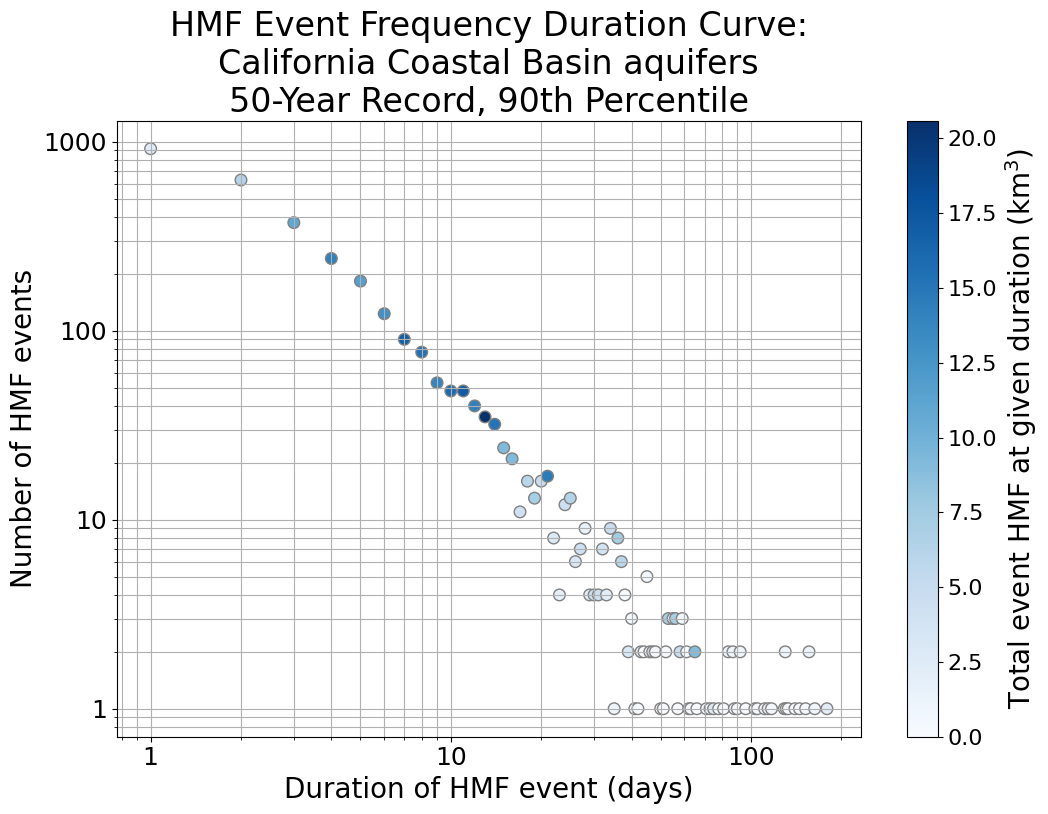 HMF Event Frequency Duration Curve:
California Coastal Basin aquifers
50-Year Record, 90th Percentile
1000
100
10
1
Number of HMF events
1
10
100
Duration of HMF event (days)
20.0
17.5
15.0
12.5
10.0
7.5
5.0
2.5
0.0
Total event HMF at given duration (km³)